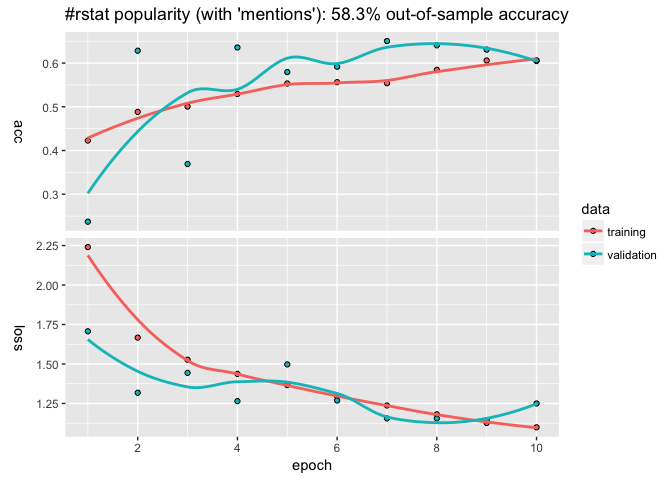 #rstat popularity (with 'mentions'): 58.3% out-of-sample accuracy
0.6
0.5
0.4
0.3
acc
2.25
2.00
1.75
1.50
1.25
loss
2 4 6 8 10
epoch
data
training
validation